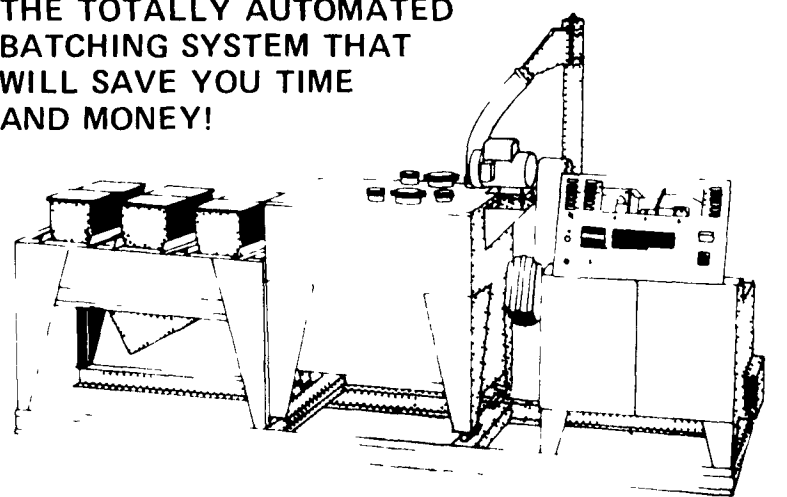 THE TOTALLY AUTOMATED
BATCHING SYSTEM THAT
WILL SAVE YOU TIME
AND MONEY!